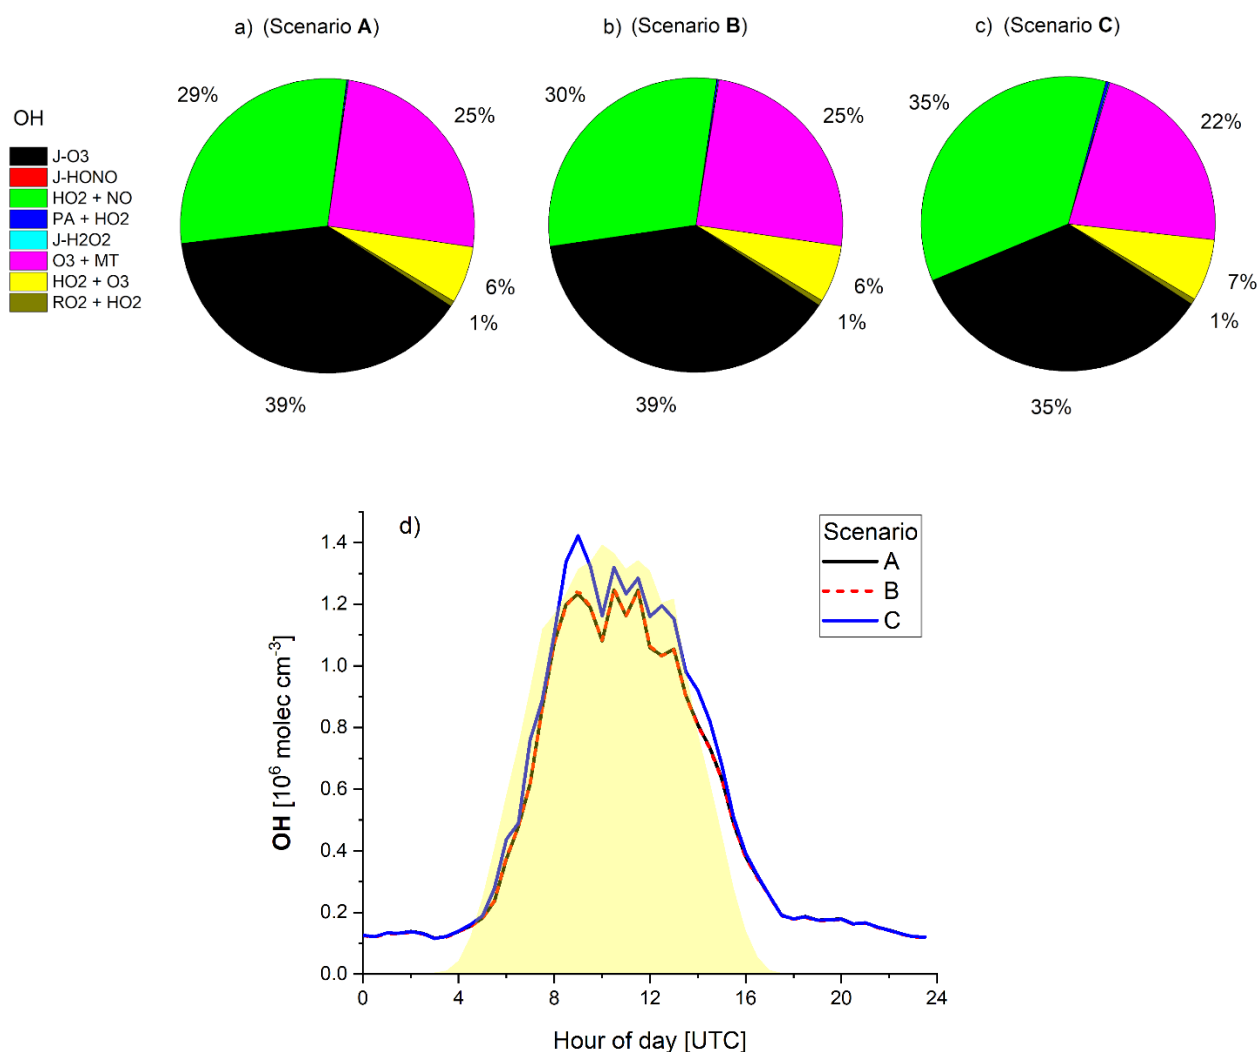 a) (Scenario A)
b) (Scenario B)
c) (Scenario C)
OH
J-O3
J-HONO
HO2 + NO
PA + HO2
J-H2O2
O3 + MT
HO2 + O3
RO2 + HO2
29%
25%
6%
1%
39%
30%
25%
6%
1%
39%
35%
22%
7%
1%
35%
d)
Scenario
A
B
C
OH [10⁶ molec cm⁻³]
1.4
1.2
1.0
0.8
0.6
0.4
0.2
0.0
0 4 8 12 16 20 24
Hour of day [UTC]